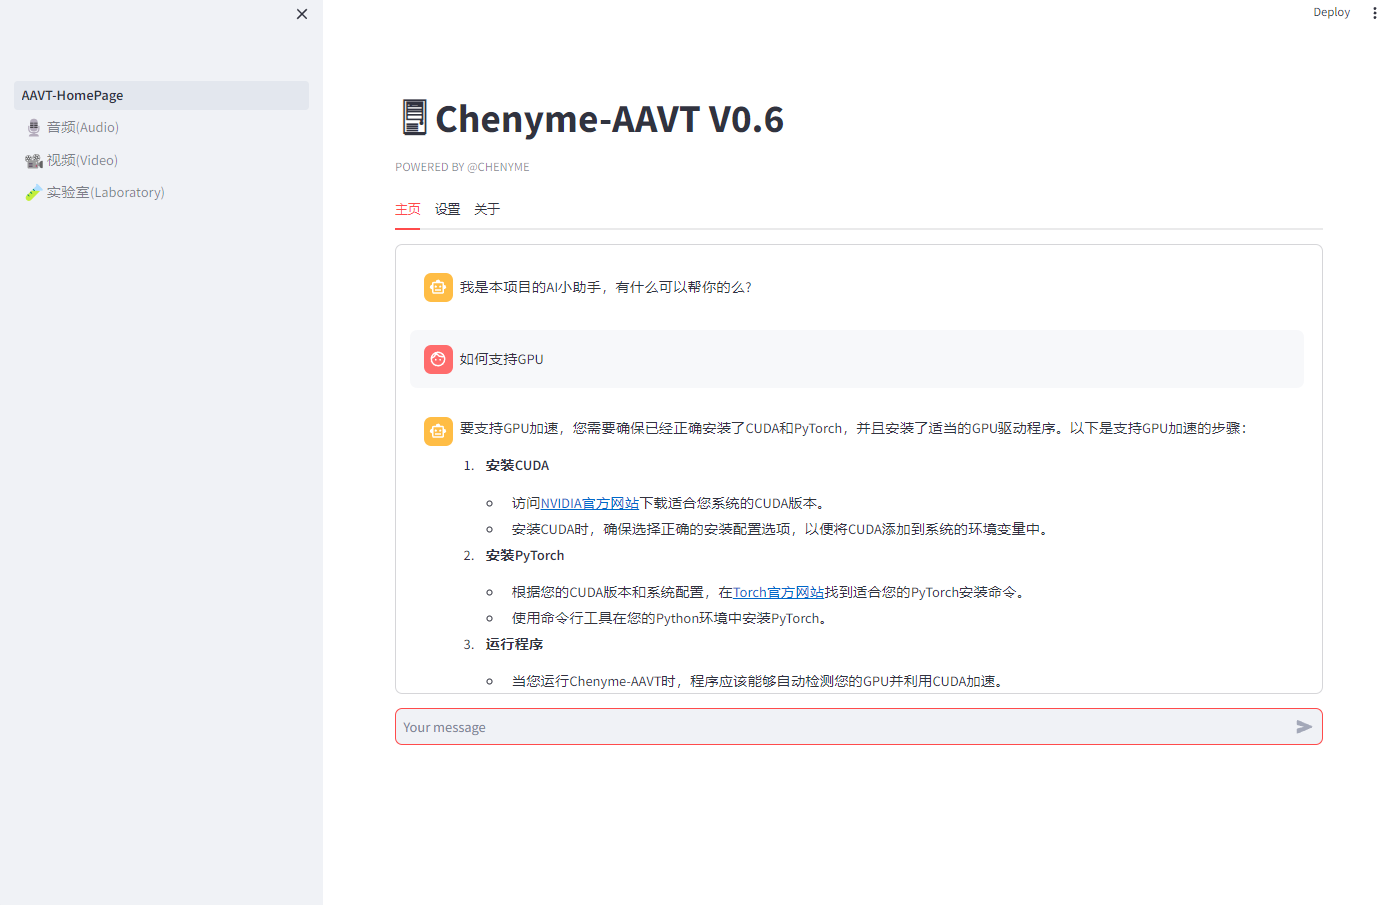 Deploy
AAVT-HomePage
音频(Audio)
视频(Video)
实验室(Laboratory)
Chenyme-AAVT V0.6
POWERED BY @CHENYME
主页 设置 关于
我是本项目的AI小助手，有什么可以帮你的么?
如何支持GPU
要支持GPU加速，您需要确保已经正确安装了CUDA和PyTorch，并且安装了适当的GPU驱动程序。以下是支持GPU加速的步骤：
1. 安装CUDA
访问NVIDIA官方网站下载适合您系统的CUDA版本。
安装CUDA时，确保选择正确的安装配置选项，以便将CUDA添加到系统的环境变量中。
2. 安装PyTorch
根据您的CUDA版本和系统配置，在Torch官方网站找到适合您的PyTorch安装命令。
使用命令行工具在您的Python环境中安装PyTorch。
3. 运行程序
当您运行Chenyme-AAVT时，程序应该能够自动检测您的GPU并利用CUDA加速。
Your message